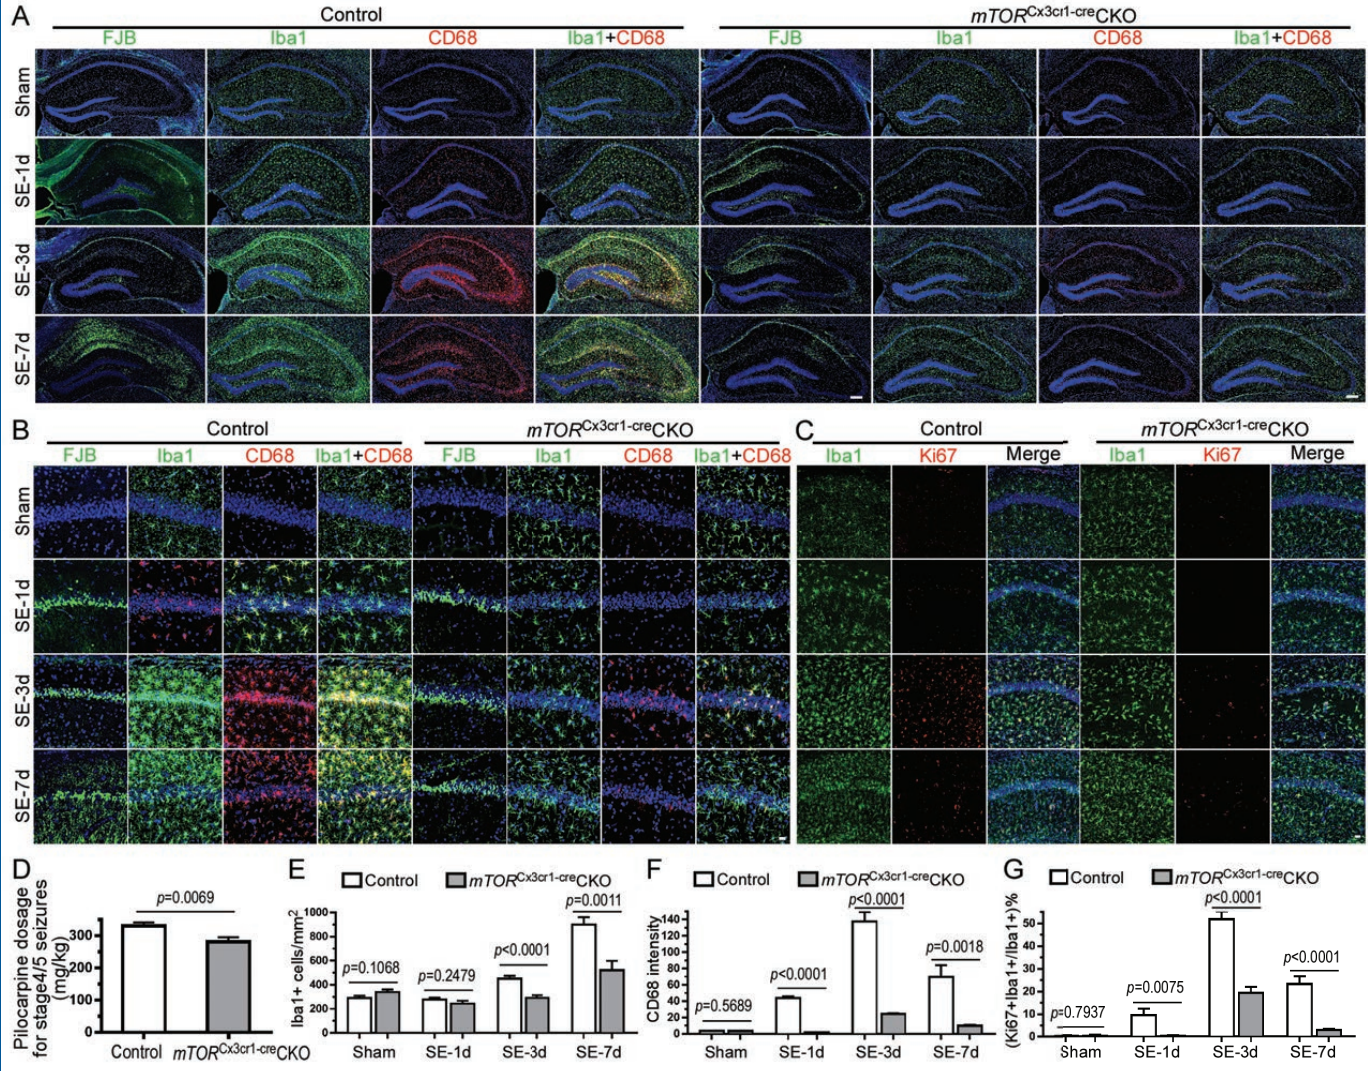 A
Control
mTORCx3cr1-creCKO
FJB Iba1 CD68 Iba1+CD68 FJB Iba1 CD68 Iba1+CD68
Sham
SE-1d
SE-3d
SE-7d
B
Control
mTORCx3cr1-creCKO
FJB Iba1 CD68 Iba1+CD68 FJB Iba1 CD68 Iba1+CD68
Sham
SE-1d
SE-3d
SE-7d
C
Control
mTORCx3cr1-creCKO
Iba1 Ki67 Merge Iba1 Ki67 Merge
D
Pilocarpine dosage
for stage4/5 seizures
(mg/kg)
p=0.0069
300
200
100
0
Control mTORCx3cr1-creCKO
E
Control mTORCx3cr1-creCKO
Iba1+ cells/mm2
1000
800
600
400
200
0
p=0.1068
p=0.2479
p<0.0001
p=0.0011
Sham SE-1d SE-3d SE-7d
F
Control mTORCx3cr1-creCKO
CD68 intensity
140
120
100
80
60
40
20
0
p=0.5689
p<0.0001
p<0.0001
p=0.0018
Sham SE-1d SE-3d SE-7d
G
Control mTORCx3cr1-creCKO
(Ki67+Iba1+/Iba1+)%
50
40
30
20
10
0
p=0.7937
p=0.0075
p<0.0001
p<0.0001
Sham SE-1d SE-3d SE-7d